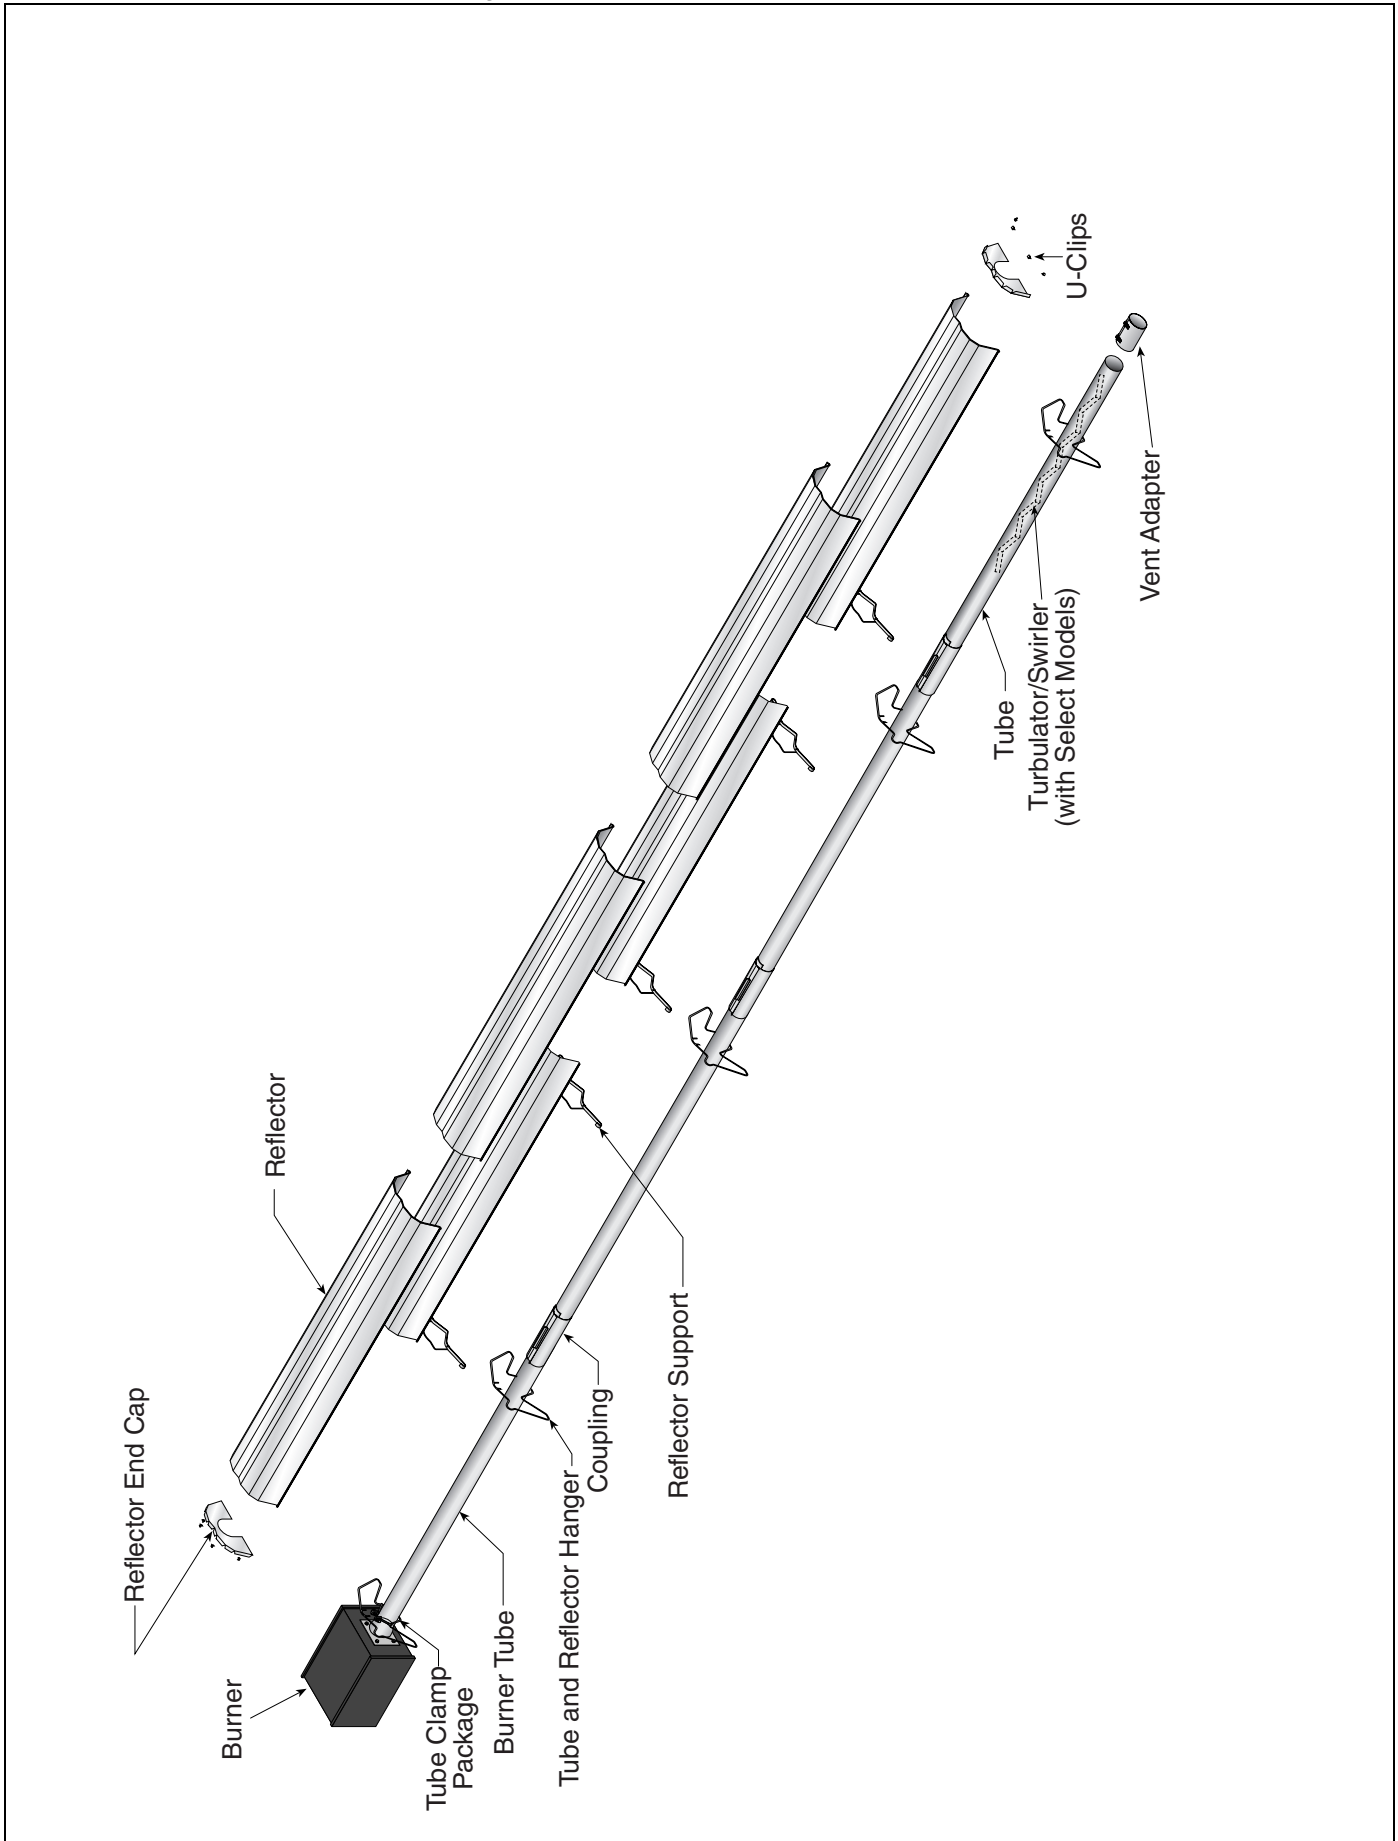 Reflector End Cap
Reflector
U-Clips
Burner
Tube Clamp
Package
Burner Tube
Tube and Reflector Hanger
Coupling
Reflector Support
Tube
Turbulator/Swirler
(with Select Models)
Vent Adapter